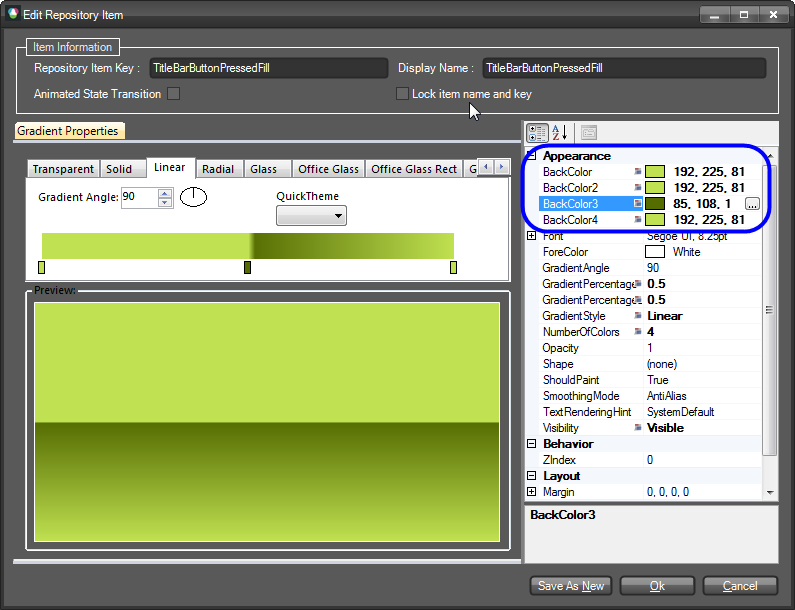 Edit Repository Item
Item Information
Repository Item Key : TitleBarButtonPressedFill Display Name : TitleBarButtonPressedFill
Animated State Transition Lock item name and key
Gradient Properties
Transparent Solid Linear Radial Glass Office Glass Office Glass Rect G
Gradient Angle: 90 QuickTheme
Preview:
Appearance
BackColor 192, 225, 81
BackColor2 192, 225, 81
BackColor3 85, 108, 1 ...
BackColor4 192, 225, 81
Font Segoe UI, 8.25pt
ForeColor White
GradientAngle 90
GradientPercentage 0.5
GradientPercentage 0.5
GradientStyle Linear
NumberOfColors 4
Opacity 1
Shape (none)
ShouldPaint True
SmoothingMode AntiAlias
TextRenderingHint SystemDefault
Visibility Visible
Behavior
ZIndex 0
Layout
Margin 0, 0, 0, 0
BackColor3
Save As New Ok Cancel